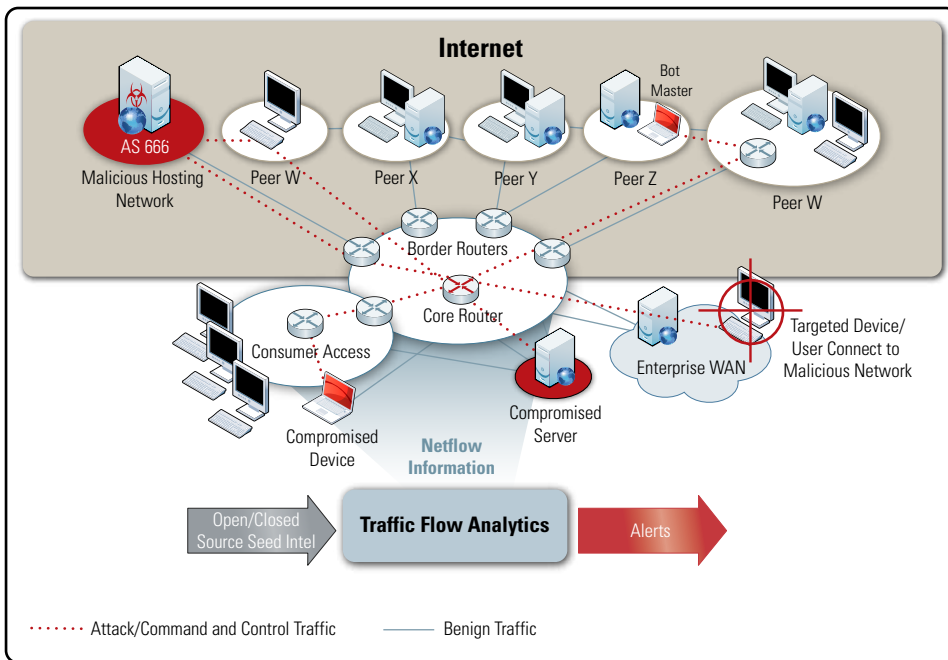 Internet
Bot
Master
AS 666
Malicious Hosting
Network
Peer W
Peer X
Peer Y
Peer Z
Peer W
Border Routers
Core Router
Consumer Access
Enterprise WAN
Targeted Device/
User Connect to
Malicious Network
Compromised
Device
Compromised
Server
Netflow
Information
Open/Closed
Source Seed Intel
Traffic Flow Analytics
Alerts
Attack/Command and Control Traffic
Benign Traffic